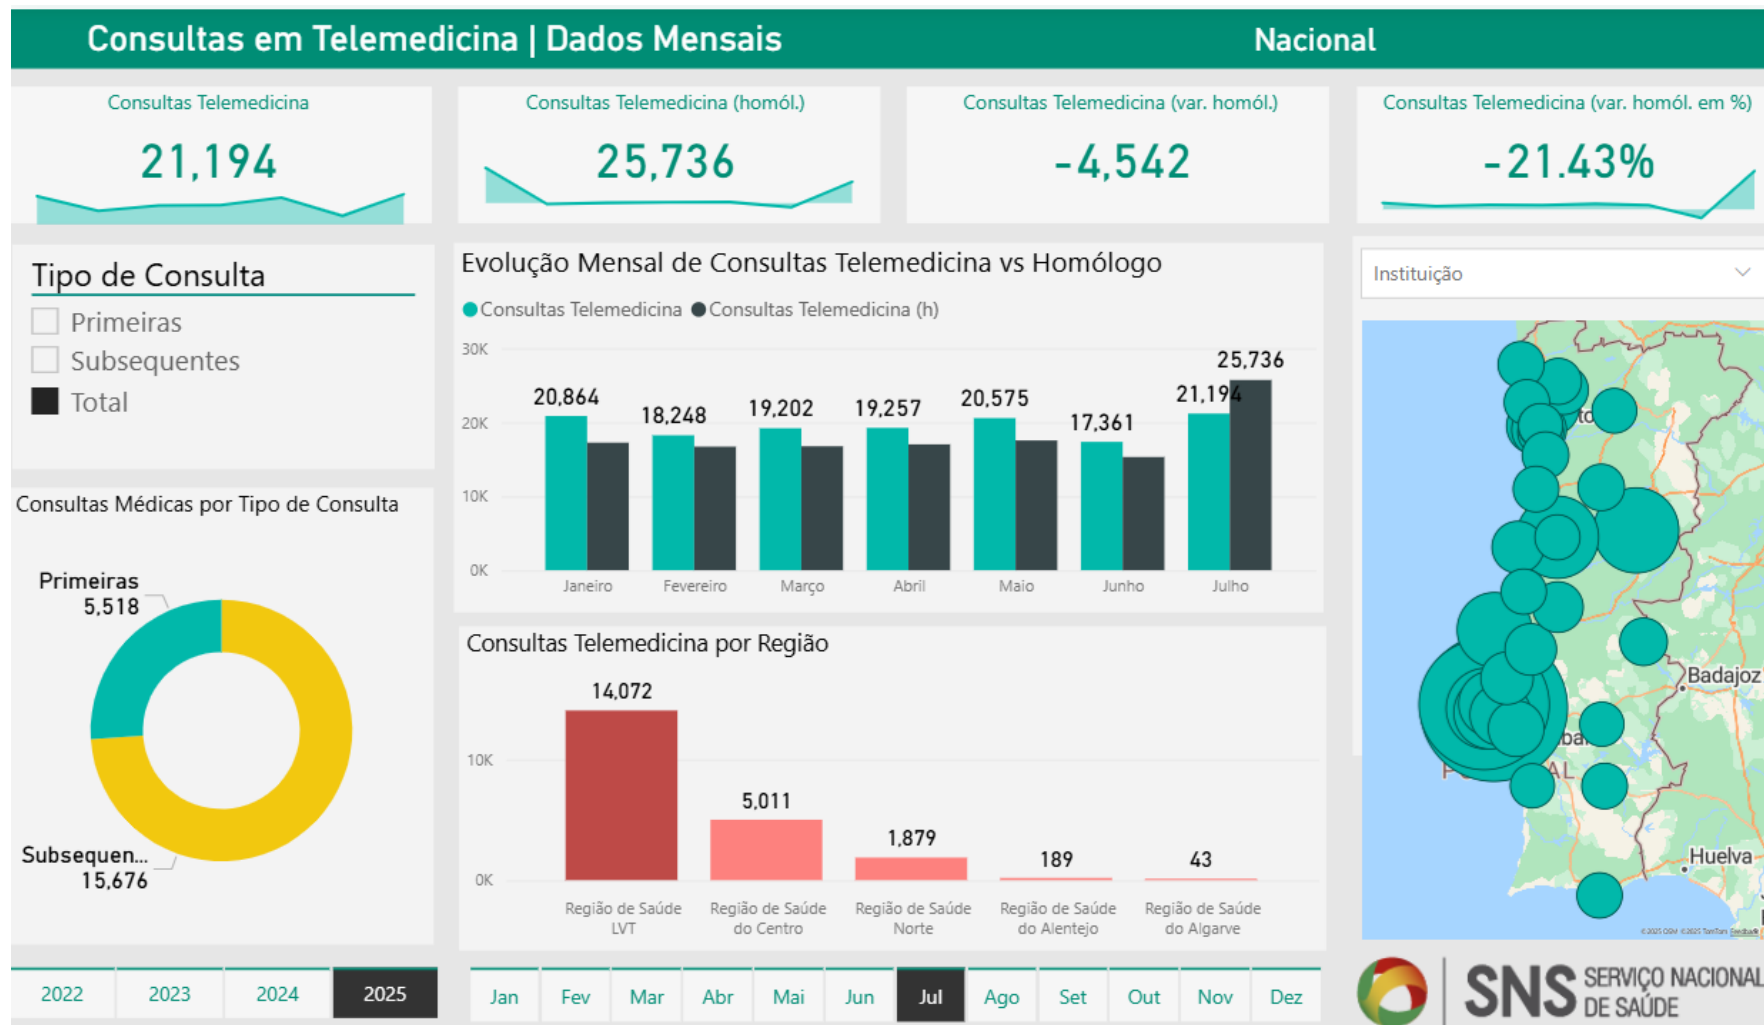 Consultas em Telemedicina | Dados Mensais
Nacional
Consultas Telemedicina
21,194
Consultas Telemedicina (homól.)
25,736
Consultas Telemedicina (var. homól.)
-4,542
Consultas Telemedicina (var. homól. em %)
-21.43%
Tipo de Consulta
Primeiras
Subsequentes
Total
Consultas Médicas por Tipo de Consulta
Primeiras
5,518
Subsequen...
15,676
Evolução Mensal de Consultas Telemedicina vs Homólogo
Consultas Telemedicina
Consultas Telemedicina (h)
30K
20K
10K
0K
20,864
18,248
19,202
19,257
20,575
17,361
21,194
25,736
Janeiro
Fevereiro
Março
Abril
Maio
Junho
Julho
Consultas Telemedicina por Região
10K
0K
14,072
5,011
1,879
189
43
Região de Saúde
LVT
Região de Saúde
do Centro
Região de Saúde
Norte
Região de Saúde
do Alentejo
Região de Saúde
do Algarve
Instituição
Badajoz
Huelva
©2025 OSM ©2025 TomTom Feedback
2022
2023
2024
2025
Jan
Fev
Mar
Abr
Mai
Jun
Jul
Ago
Set
Out
Nov
Dez
SNS
SERVIÇO NACIONAL
DE SAÚDE